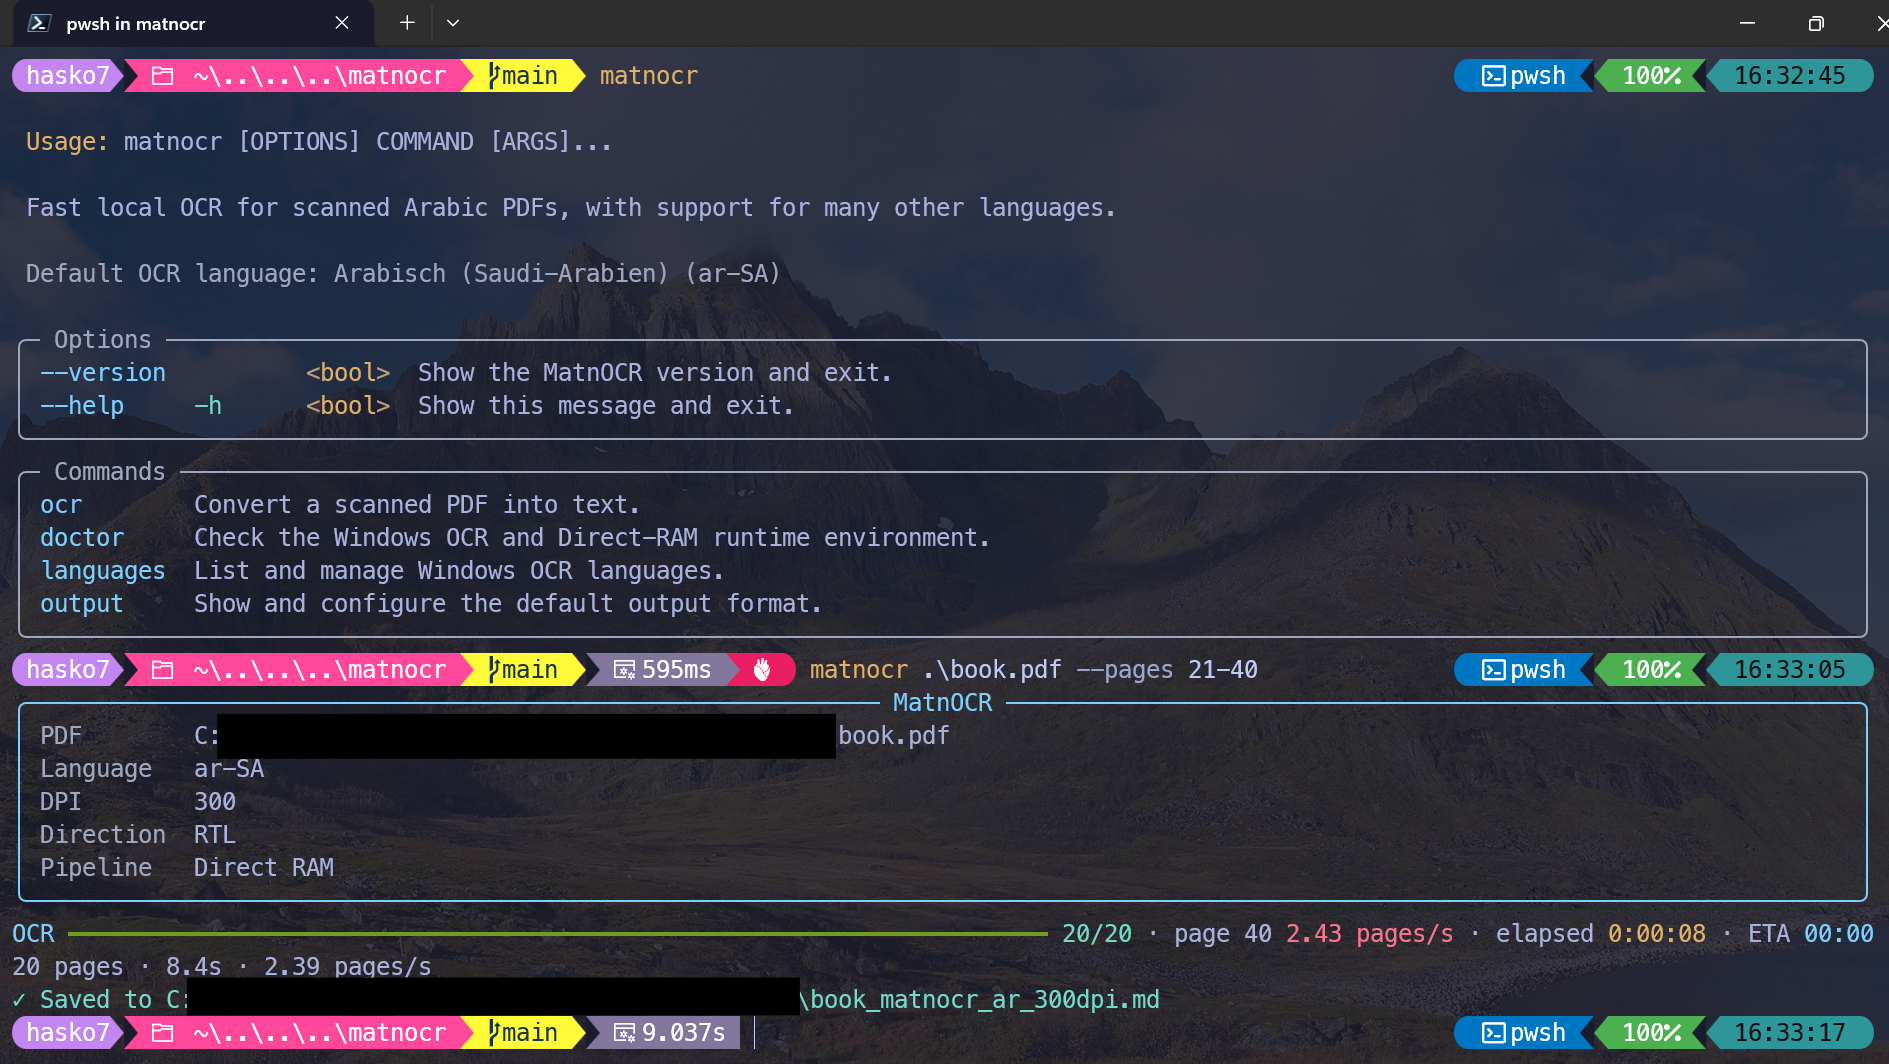 pwsh in matnocr
hasko7 ~\..\..\..\matnocr main matnocr pwsh 100% 16:32:45
Usage: matnocr [OPTIONS] COMMAND [ARGS]...
Fast local OCR for scanned Arabic PDFs, with support for many other languages.
Default OCR language: Arabisch (Saudi-Arabien) (ar-SA)
Options
--version <bool> Show the MatnOCR version and exit.
--help -h <bool> Show this message and exit.
Commands
ocr Convert a scanned PDF into text.
doctor Check the Windows OCR and Direct-RAM runtime environment.
languages List and manage Windows OCR languages.
output Show and configure the default output format.
hasko7 ~\..\..\..\matnocr main 595ms matnocr .\book.pdf --pages 21-40 pwsh 100% 16:33:05
MatnOCR
PDF C: book.pdf
Language ar-SA
DPI 300
Direction RTL
Pipeline Direct RAM
OCR 20/20 · page 40 2.43 pages/s · elapsed 0:00:08 · ETA 00:00
20 pages · 8.4s · 2.39 pages/s
✓ Saved to C: \book_matnocr_ar_300dpi.md
hasko7 ~\..\..\..\matnocr main 9.037s pwsh 100% 16:33:17